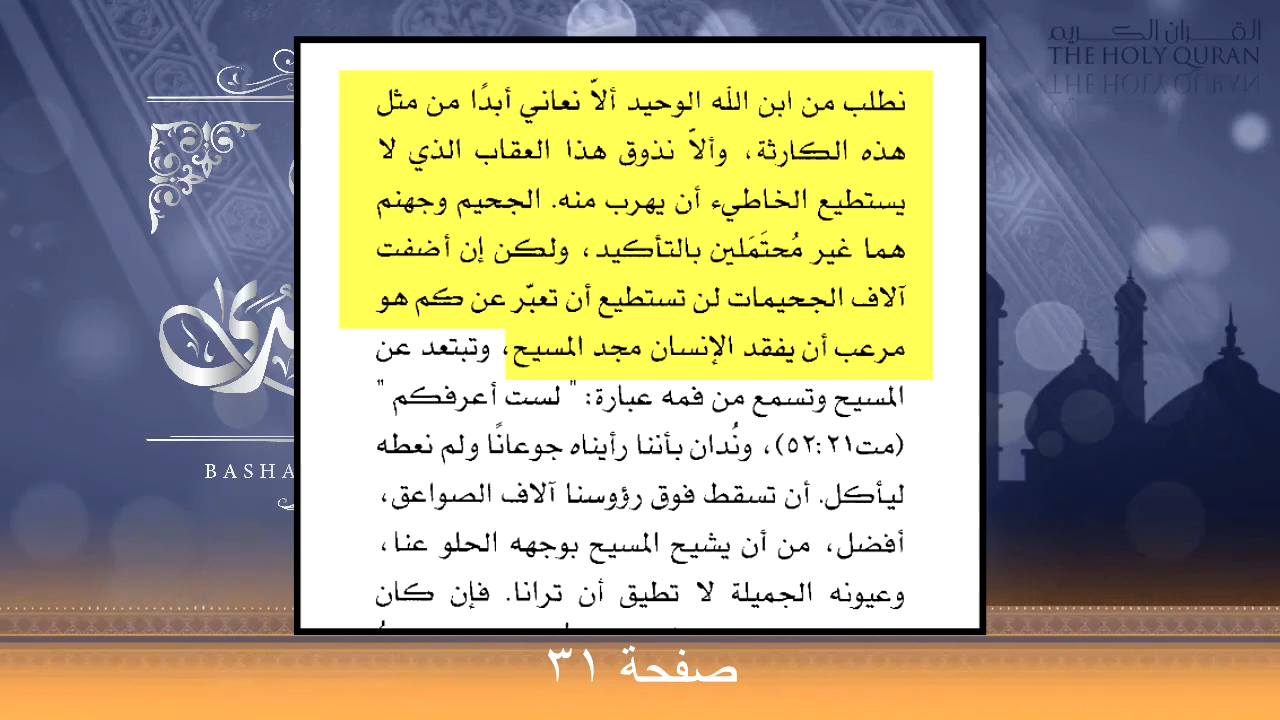 القرآن الكريم
THE HOLY QURAN
نطلب من ابن الله الوحيد ألاّ نعاني أبدًا من مثل
هذه الكارثة، وألاّ نذوق هذا العقاب الذي لا
يستطيع الخاطيء أن يهرب منه. الجحيم وجهنم
هما غير مُحتَمَلين بالتأكيد، ولكن إن أضفت
آلاف الجحيمات لن تستطيع أن تعبّر عن كم هو
مرعب أن يفقد الإنسان مجد المسيح، وتبتعد عن
المسيح وتسمع من فمه عبارة: " لست أعرفكم "
(مت٥٢:٢١)، ونُدان بأننا رأيناه جوعانًا ولم نعطه
ليأكل. أن تسقط فوق رؤوسنا آلاف الصواعق،
أفضل، من أن يشيح المسيح بوجهه الحلو عنا،
وعيونه الجميلة لا تطيق أن ترانا. فإن كان
BASHA
صفحة ٣١